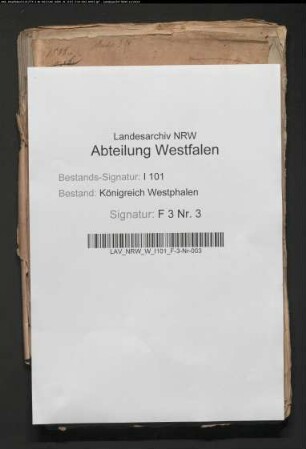 Landesarchiv NRW
Abteilung Westfalen
Bestands-Signatur: I 101
Bestand: Königreich Westphalen
Signatur: F 3 Nr. 3
LAV_NRW_W_I101_F-3-Nr-003